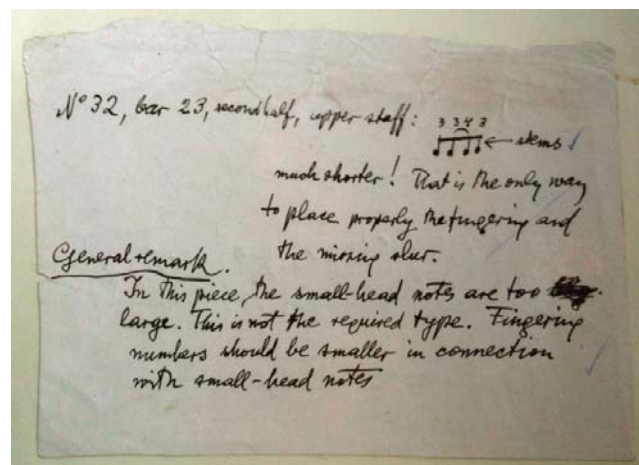 Nº 32, bar 23, second half, upper staff:
3 3 4 3
← stems
much shorter! That is the only way
to place properly the fingering and
the missing slur.
General remark.
In this piece the small-head notes are too
large. This is not the required type. Fingering
numbers should be smaller in connection
with small-head notes